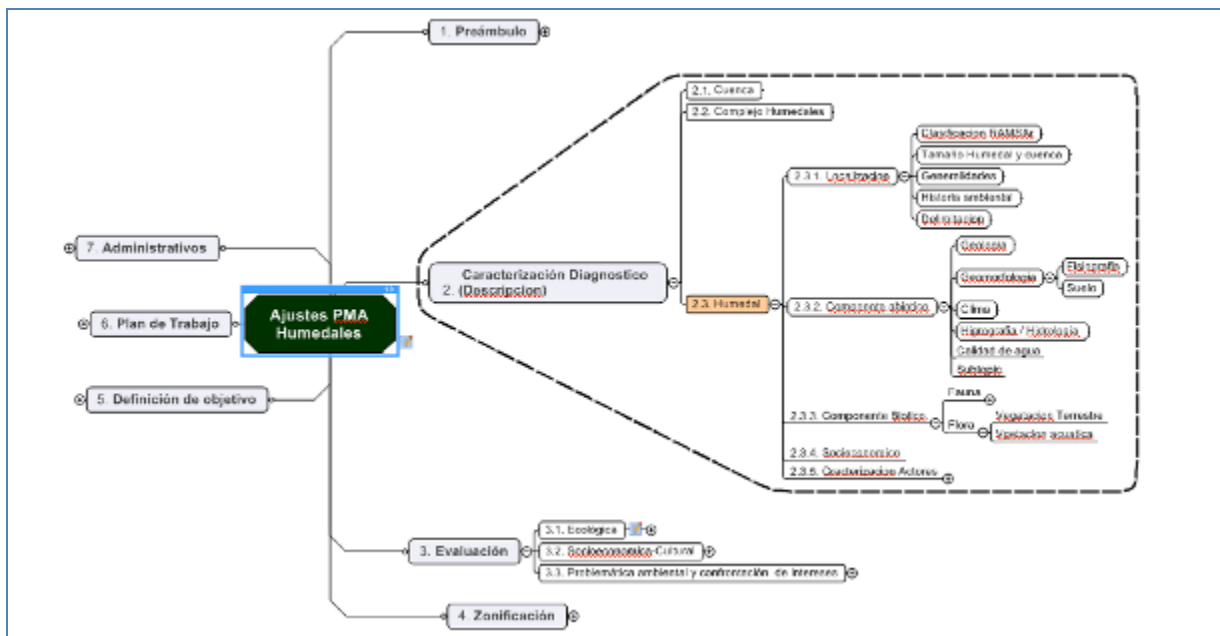 1. Preámbulo
2.1. Cuenca
2.2. Complejo Humedales
Clasificacion RAMSAr
Tamaño Humedal y cuenca
2.3.1. Localizacion
Generalidades
Historia ambiental
Delimitacion
7. Administrativos
Caracterización Diagnostico
2. (Descripcion)
Geologia
Geomodologia
Fisiografia
Suelo
2.3. Humedal
2.3.2. Componente abiotico
Clima
Ajustes PMA
Humedales
6. Plan de Trabajo
Hidrografia / Hidrologia
Calidad de agua
Subtopic
5. Definición de objetivo
Fauna
2.3.3. Componente Biotico
Flora
Vegetacion Terrestre
Vegetacion acuatica
2.3.4. Socioeconomico
2.3.5. Caracterizacion Actores
3.1. Ecológica
3. Evaluación
3.2. Socioeconomica-Cultural
3.3. Problemática ambiental y confrontación de intereses
4. Zonificación